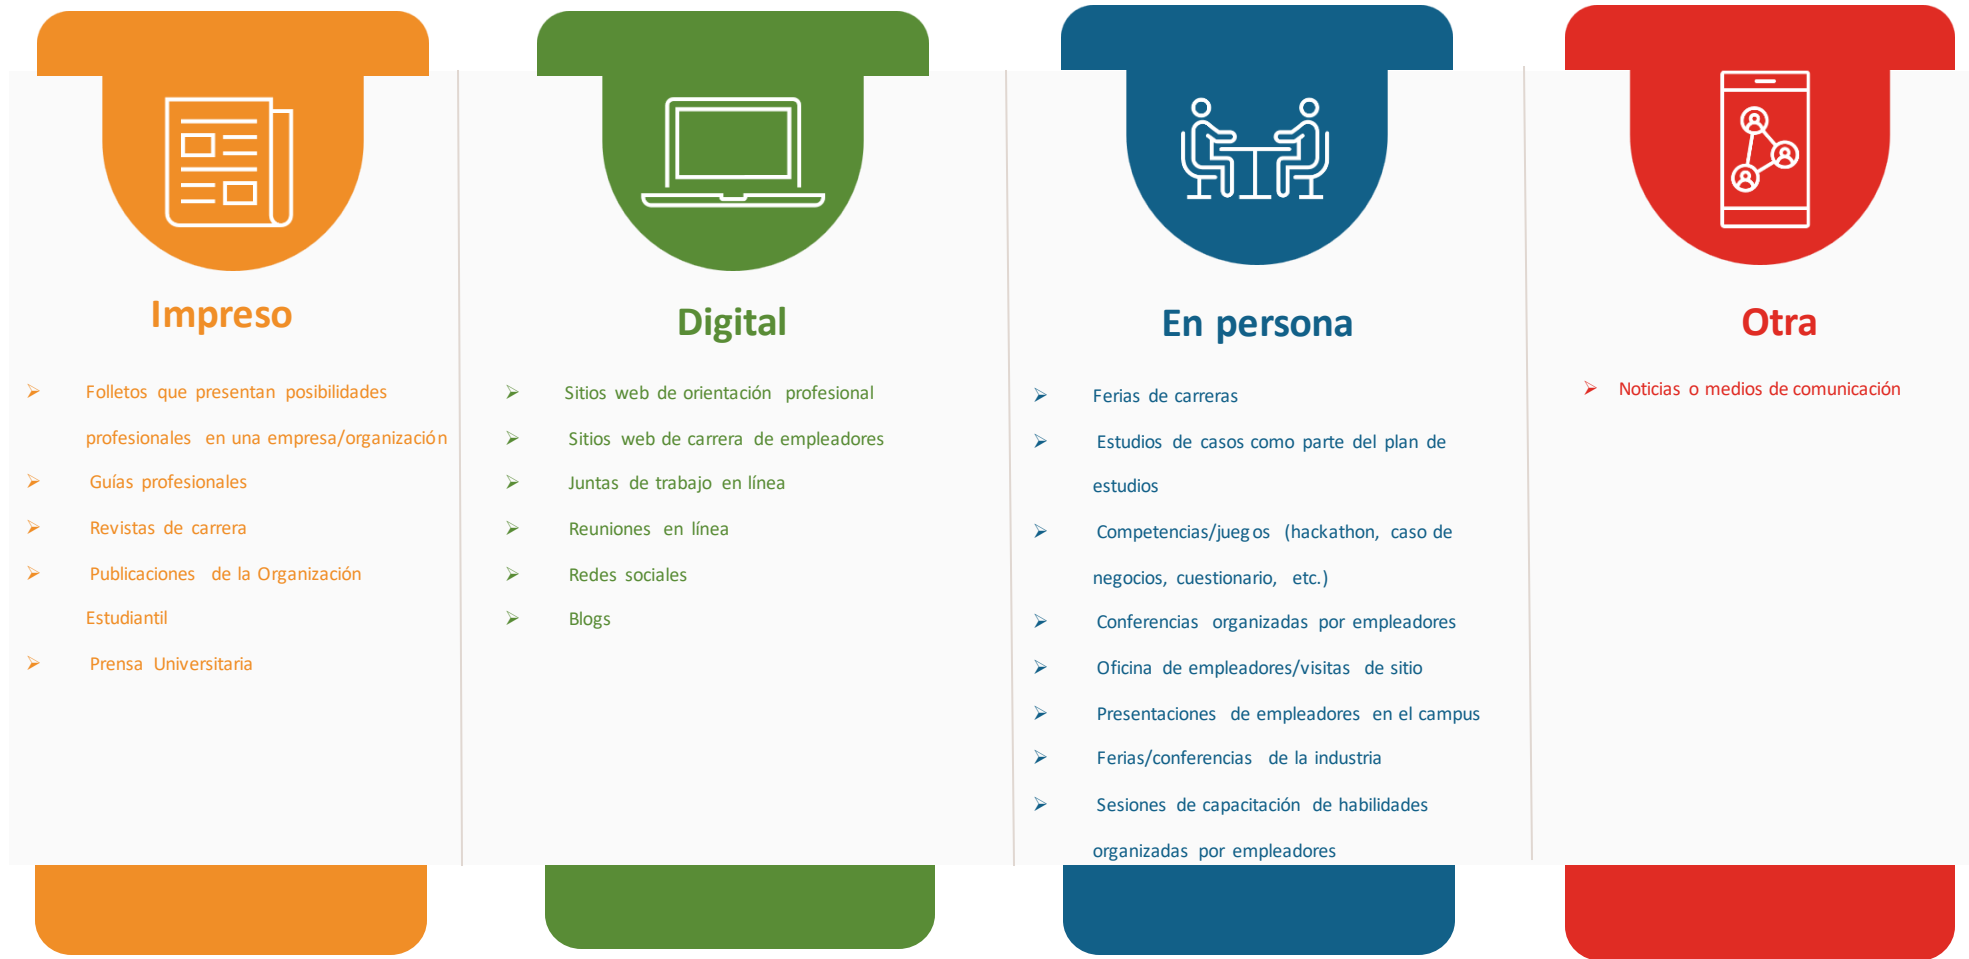 Impreso
Folletos que presentan posibilidades
profesionales en una empresa/organización
Guías profesionales
Revistas de carrera
Publicaciones de la Organización
Estudiantil
Prensa Universitaria
Digital
Sitios web de orientación profesional
Sitios web de carrera de empleadores
Juntas de trabajo en línea
Reuniones en línea
Redes sociales
Blogs
En persona
Ferias de carreras
Estudios de casos como parte del plan de
estudios
Competencias/juegos (hackathon, caso de
negocios, cuestionario, etc.)
Conferencias organizadas por empleadores
Oficina de empleadores/visitas de sitio
Presentaciones de empleadores en el campus
Ferias/conferencias de la industria
Sesiones de capacitación de habilidades
organizadas por empleadores
Otra
Noticias o medios de comunicación